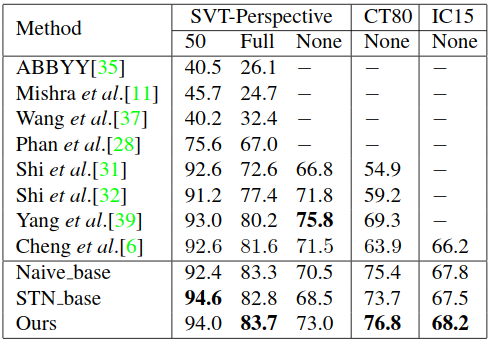 Method SVT-Perspective CT80 IC15
50 Full None None None
ABBYY[35] 40.5 26.1 – – –
Mishra et al.[11] 45.7 24.7 – – –
Wang et al.[37] 40.2 32.4 – – –
Phan et al.[28] 75.6 67.0 – – –
Shi et al.[31] 92.6 72.6 66.8 54.9 –
Shi et al.[32] 91.2 77.4 71.8 59.2 –
Yang et al.[39] 93.0 80.2 75.8 69.3 –
Cheng et al.[6] 92.6 81.6 71.5 63.9 66.2
Naive_base 92.4 83.3 70.5 75.4 67.8
STN_base 94.6 82.8 68.5 73.7 67.5
Ours 94.0 83.7 73.0 76.8 68.2